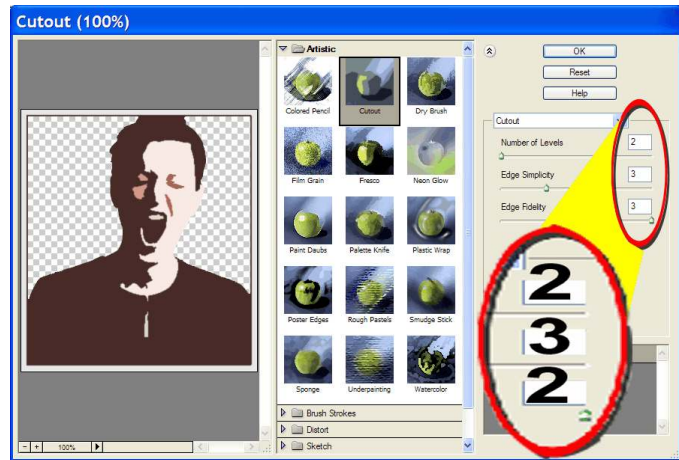 Cutout (100%)
Artistic
Colored Pencil
Cutout
Dry Brush
Film Grain
Fresco
Neon Glow
Paint Daubs
Palette Knife
Plastic Wrap
Poster Edges
Rough Pastels
Smudge Stick
Sponge
Underpainting
Watercolor
Brush Strokes
Distort
Sketch
- + 100%
OK
Reset
Help
Cutout
Number of Levels 2
Edge Simplicity 3
Edge Fidelity 3
2
3
2